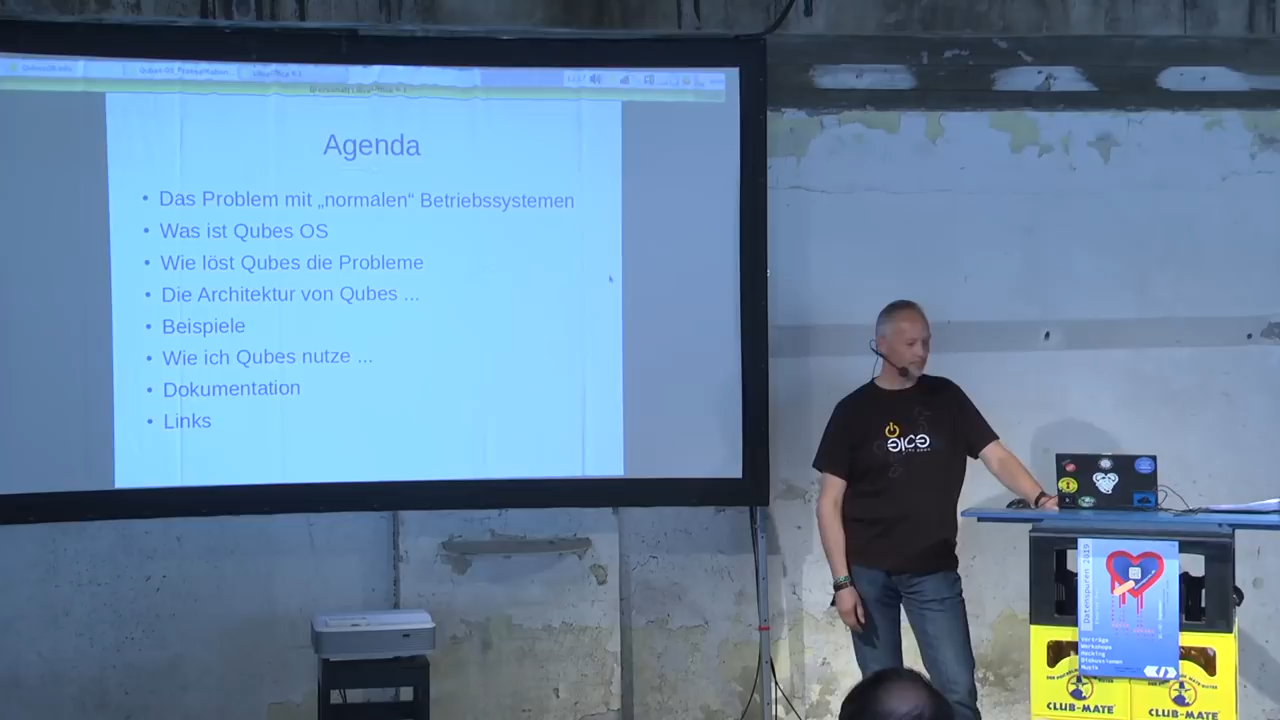 Agenda
• Das Problem mit „normalen“ Betriebssystemen
• Was ist Qubes OS
• Wie löst Qubes die Probleme
• Die Architektur von Qubes ...
• Beispiele
• Wie ich Qubes nutze ...
• Dokumentation
• Links
Datenspuren 2019
Vorträge
Workshops
Hacking
Diskussionen
Musik
CLUB-MATE
CLUB-MATE